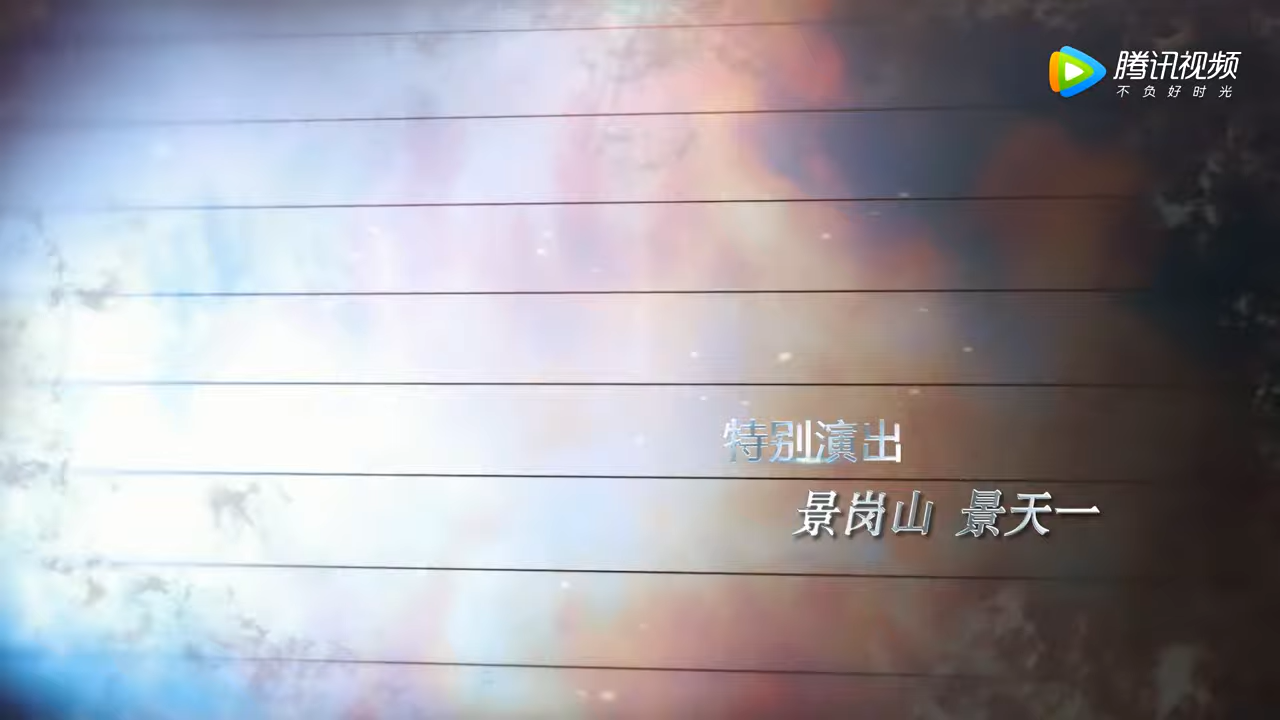 腾讯视频
不负好时光
特别演出
景岗山 景天一